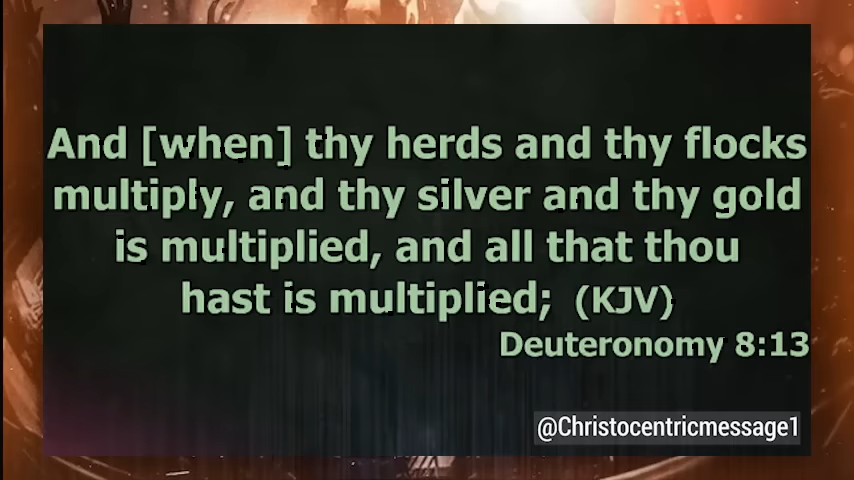 And [when] thy herds and thy flocks
multiply, and thy silver and thy gold
is multiplied, and all that thou
hast is multiplied; (KJV)
Deuteronomy 8:13
@Christocentricmessage1